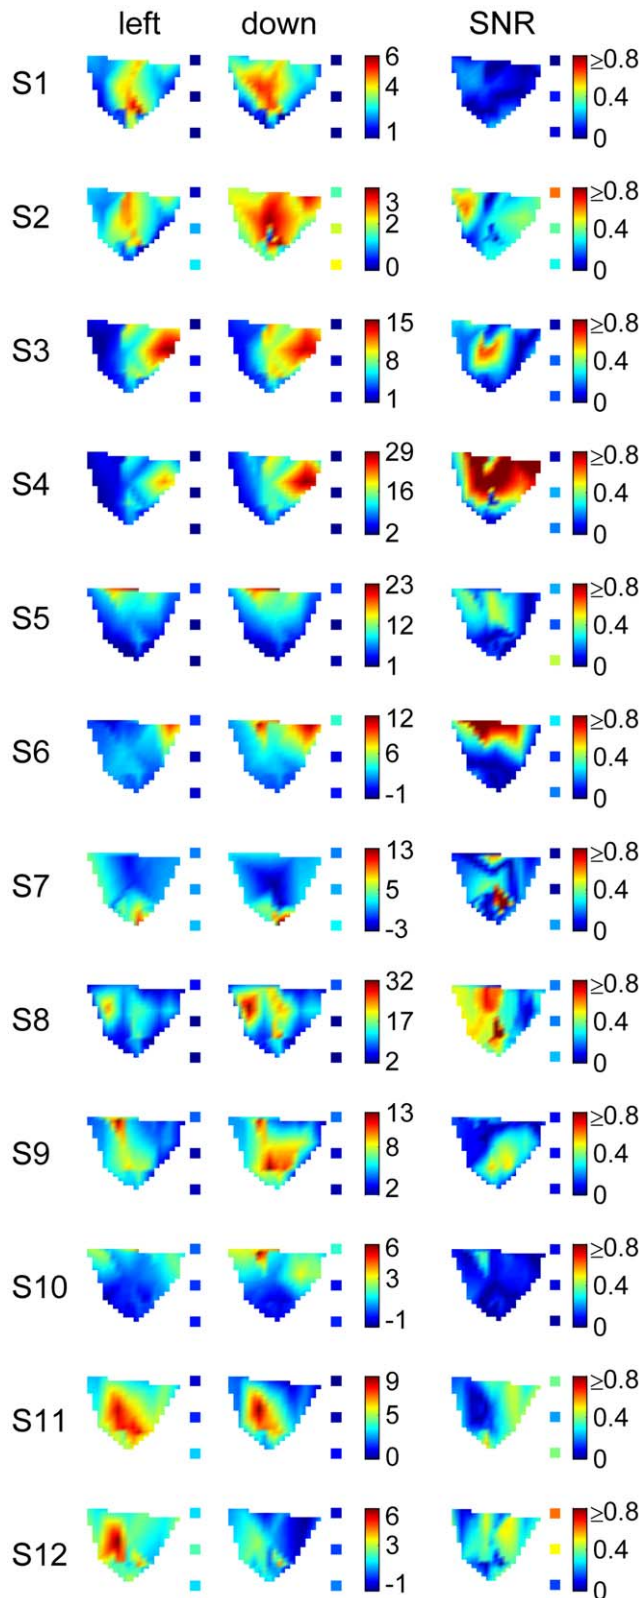 left down SNR
S1 6 4 1 ≥0.8 0.4 0
S2 3 2 0 ≥0.8 0.4 0
S3 15 8 1 ≥0.8 0.4 0
S4 29 16 2 ≥0.8 0.4 0
S5 23 12 1 ≥0.8 0.4 0
S6 12 6 -1 ≥0.8 0.4 0
S7 13 5 -3 ≥0.8 0.4 0
S8 32 17 2 ≥0.8 0.4 0
S9 13 8 2 ≥0.8 0.4 0
S10 6 3 -1 ≥0.8 0.4 0
S11 9 5 0 ≥0.8 0.4 0
S12 6 3 -1 ≥0.8 0.4 0